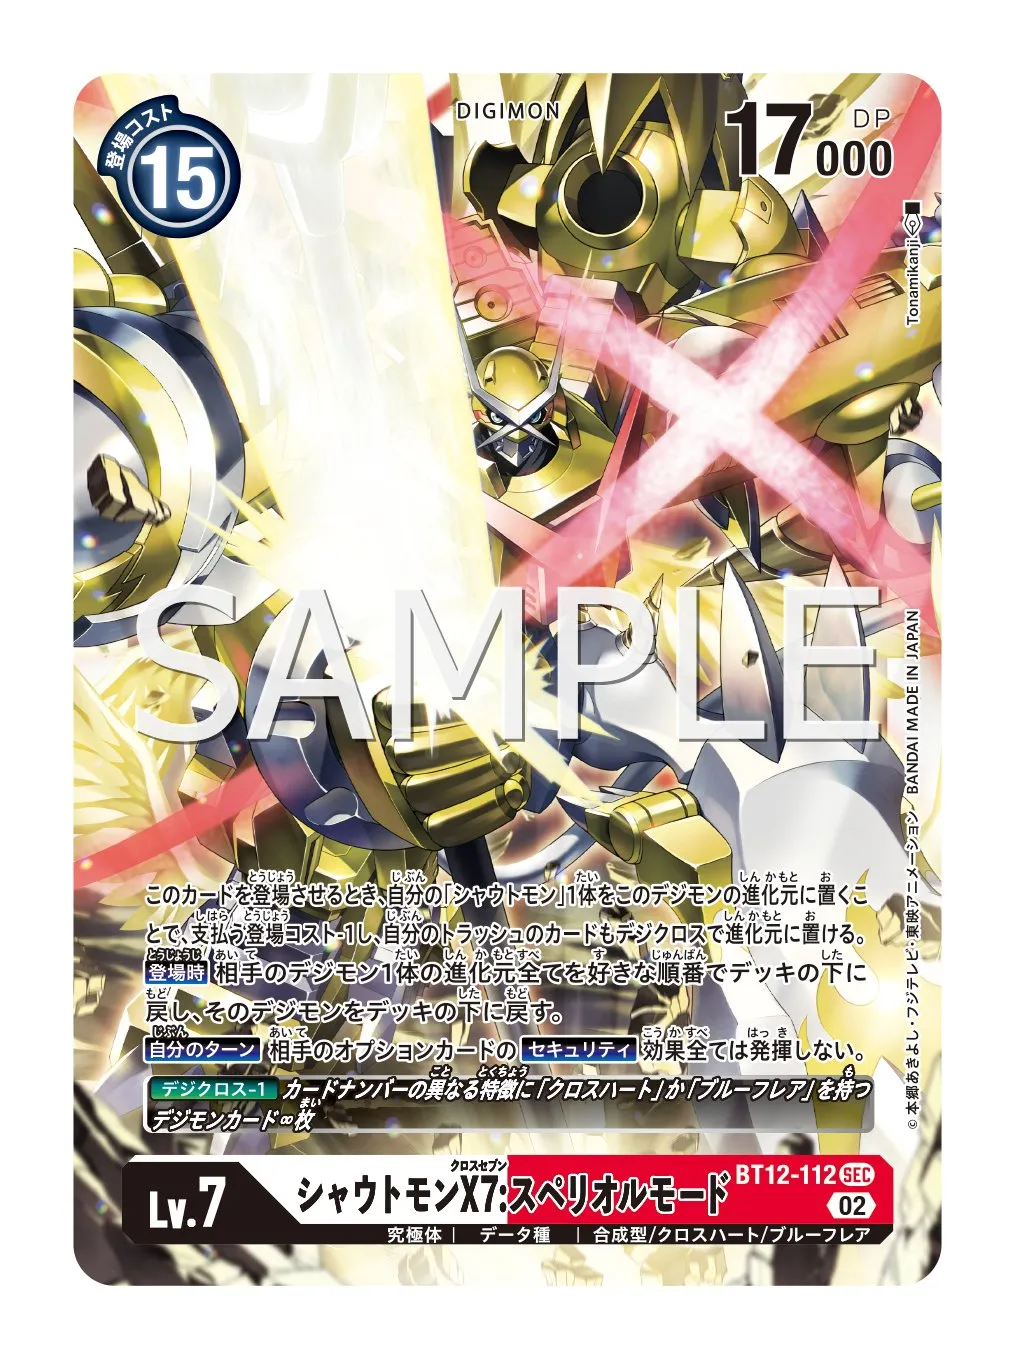 登場コスト
15
DIGIMON
17000 DP
Tonamikanji
SAMPLE
このカードを登場させるとき、自分の「シャウトモン」1体をこのデジモンの進化元に置くこ
とで、支払う登場コスト-1し、自分のトラッシュのカードもデジクロスで進化元に置ける。
登場時 相手のデジモン1体の進化元全てを好きな順番でデッキの下に
戻し、そのデジモンをデッキの下に戻す。
自分のターン 相手のオプションカードの セキュリティ 効果全ては発揮しない。
デジクロス-1 カードナンバーの異なる特徴に「クロスハート」か「ブルーフレア」を持つ
デジモンカード∞枚
©本郷あきよし・フジテレビ・東映アニメーション/ BANDAI MADE IN JAPAN
Lv.7
クロスセブン
シャウトモンX7:スペリオルモード
BT12-112 SEC
02
究極体 | データ種 | 合成型/クロスハート/ブルーフレア